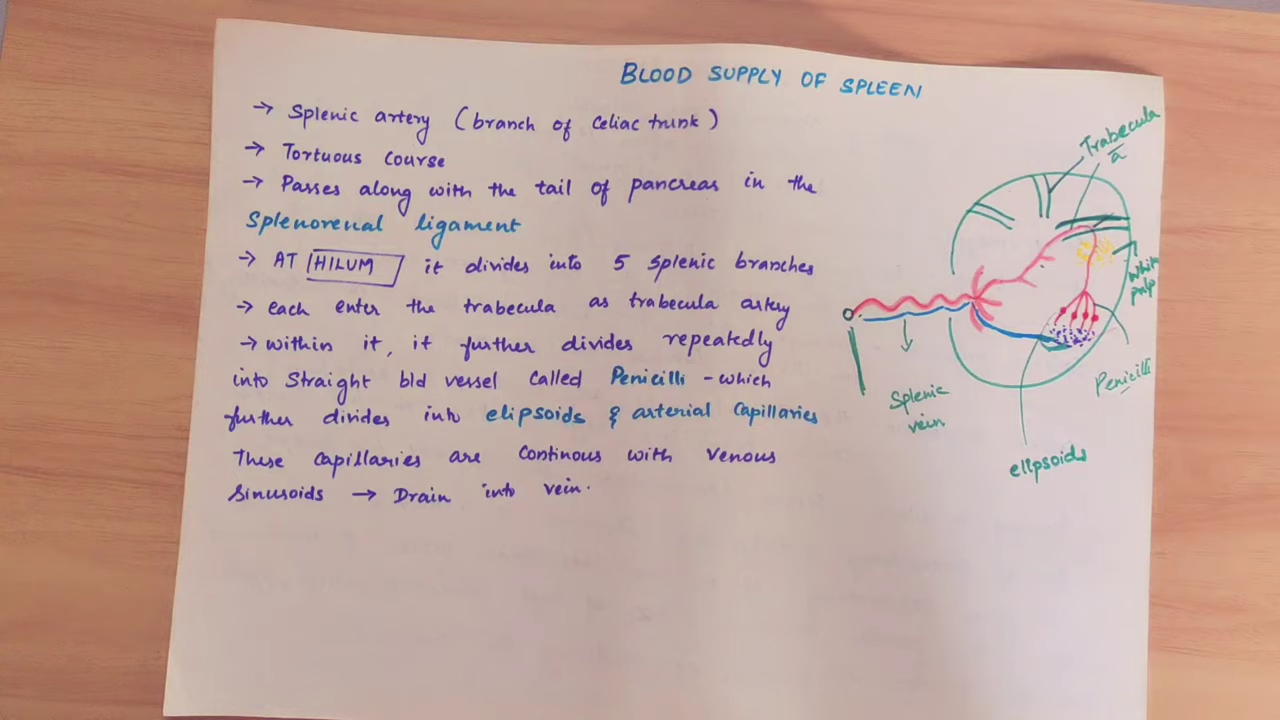 BLOOD SUPPLY OF SPLEEN
→ Splenic artery (branch of Celiac trunk)
→ Tortuous course
→ Passes along with the tail of pancreas in the
Splenorenal ligament
→ AT HILUM it divides into 5 splenic branches
→ each enter the trabecula as trabecula artery
→ within it, it further divides repeatedly
into straight bld vessel called Penicilli - which
further divides into elipsoids & arterial capillaries
These capillaries are continous with venous
sinusoids → Drain into vein.
Trabecula
a
white
pulp
Penicilli
Splenic
vein
ellpsoids